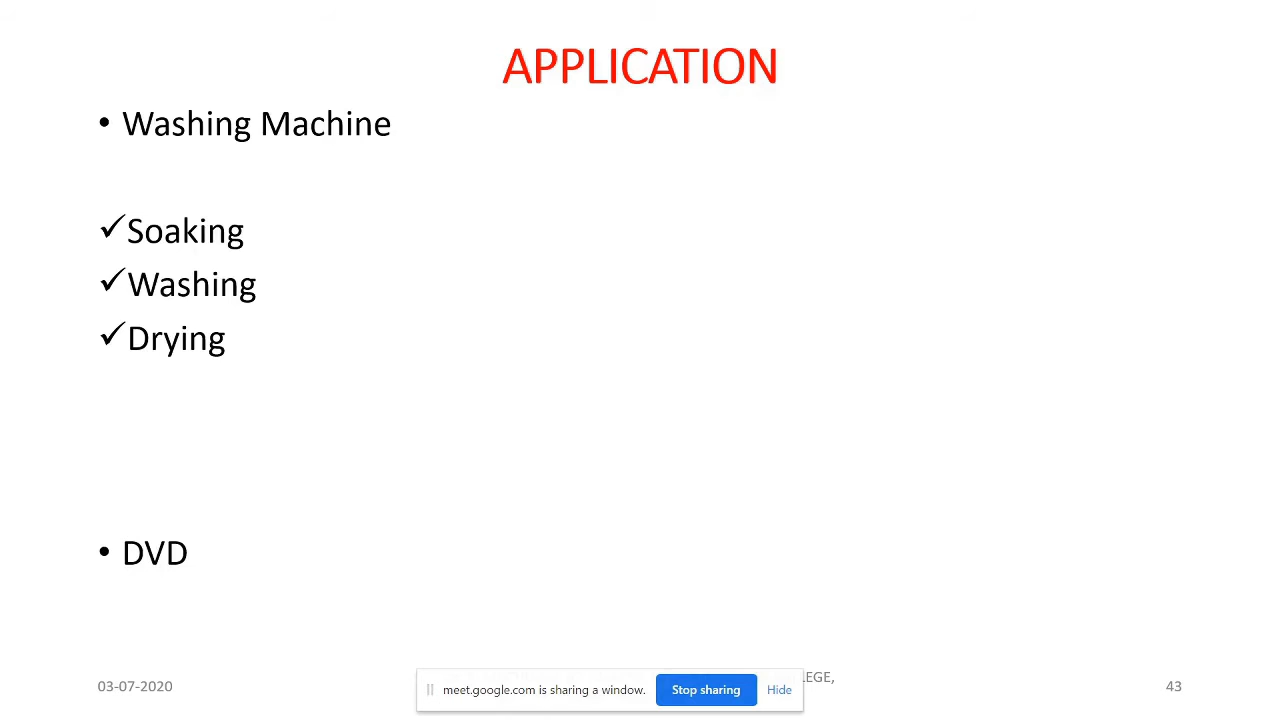 APPLICATION
• Washing Machine
✓Soaking
✓Washing
✓Drying
• DVD
03-07-2020
LEGE,
meet.google.com is sharing a window. Stop sharing Hide
43